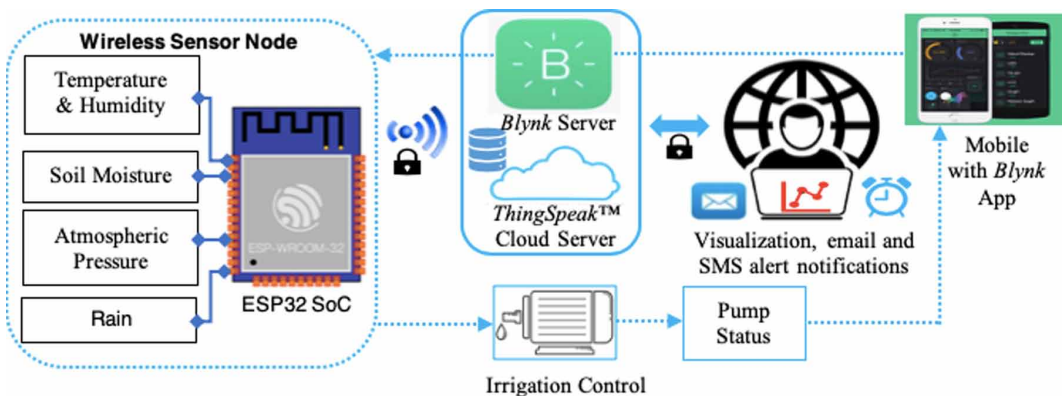 Wireless Sensor Node
Temperature
& Humidity
Soil Moisture
Atmospheric
Pressure
Rain
ESP-WROOM-32
ESP32 SoC
B
Blynk Server
ThingSpeak™
Cloud Server
Visualization, email and
SMS alert notifications
Mobile
with Blynk
App
Irrigation Control
Pump
Status